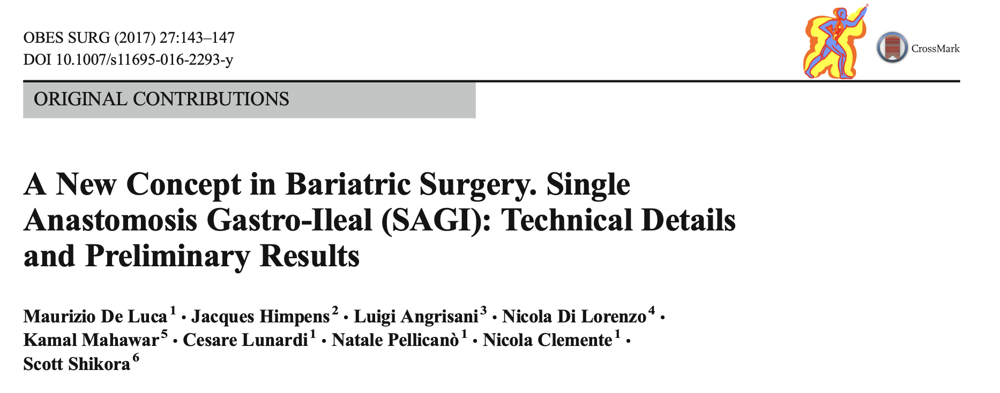 OBES SURG (2017) 27:143–147
DOI 10.1007/s11695-016-2293-y
CrossMark
ORIGINAL CONTRIBUTIONS
A New Concept in Bariatric Surgery. Single
Anastomosis Gastro-Ileal (SAGI): Technical Details
and Preliminary Results
Maurizio De Luca1 · Jacques Himpens2 · Luigi Angrisani3 · Nicola Di Lorenzo4 ·
Kamal Mahawar5 · Cesare Lunardi1 · Natale Pellicanò1 · Nicola Clemente1 ·
Scott Shikora6